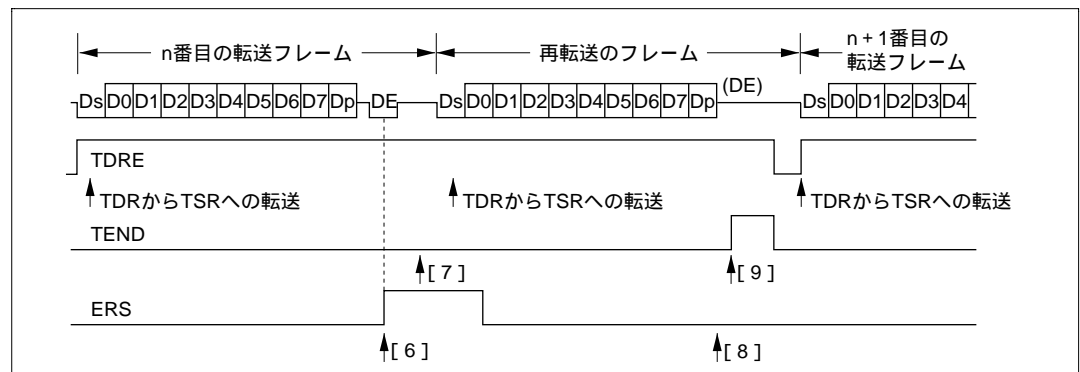 n番目の転送フレーム
再転送のフレーム
n+1番目の
転送フレーム
Ds D0 D1 D2 D3 D4 D5 D6 D7 Dp DE
Ds D0 D1 D2 D3 D4 D5 D6 D7 Dp
(DE)
Ds D0 D1 D2 D3 D4
TDRE
TDRからTSRへの転送
TDRからTSRへの転送
TDRからTSRへの転送
TEND
[7]
[9]
ERS
[6]
[8]